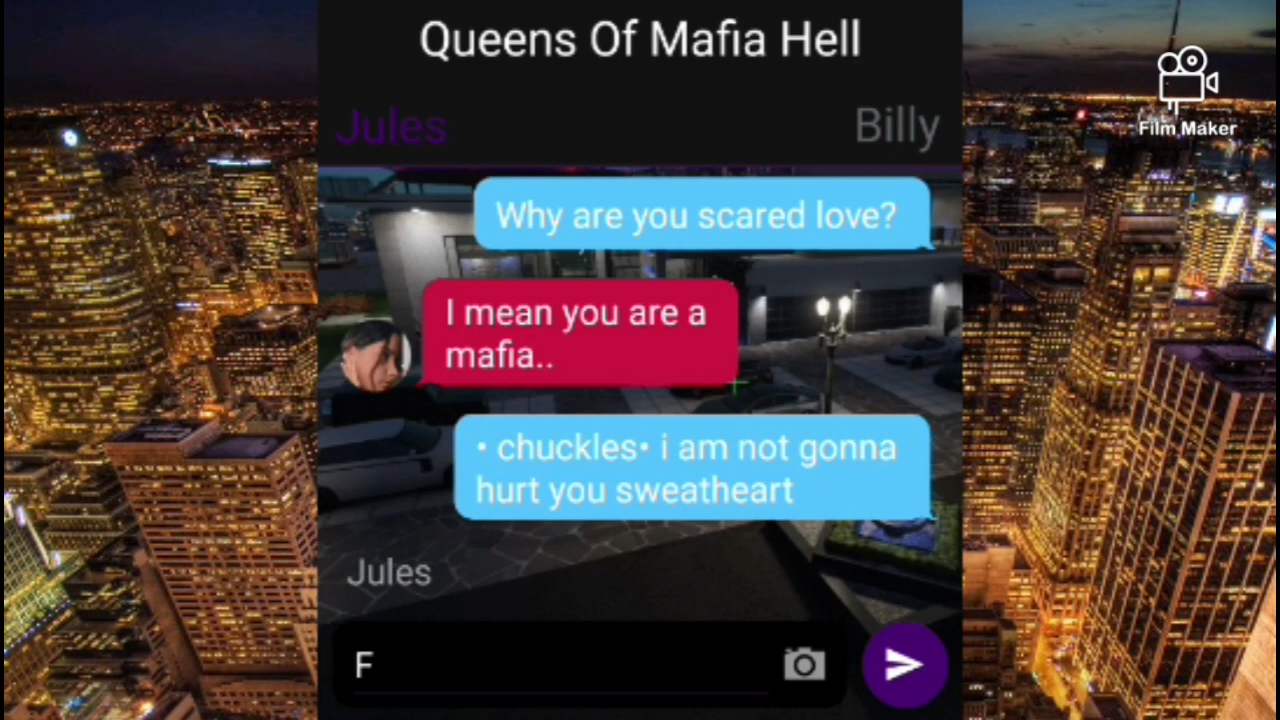 Queens Of Mafia Hell
Jules
Billy
Film Maker
Why are you scared love?
I mean you are a
mafia..
• chuckles• i am not gonna
hurt you sweatheart
Jules
F